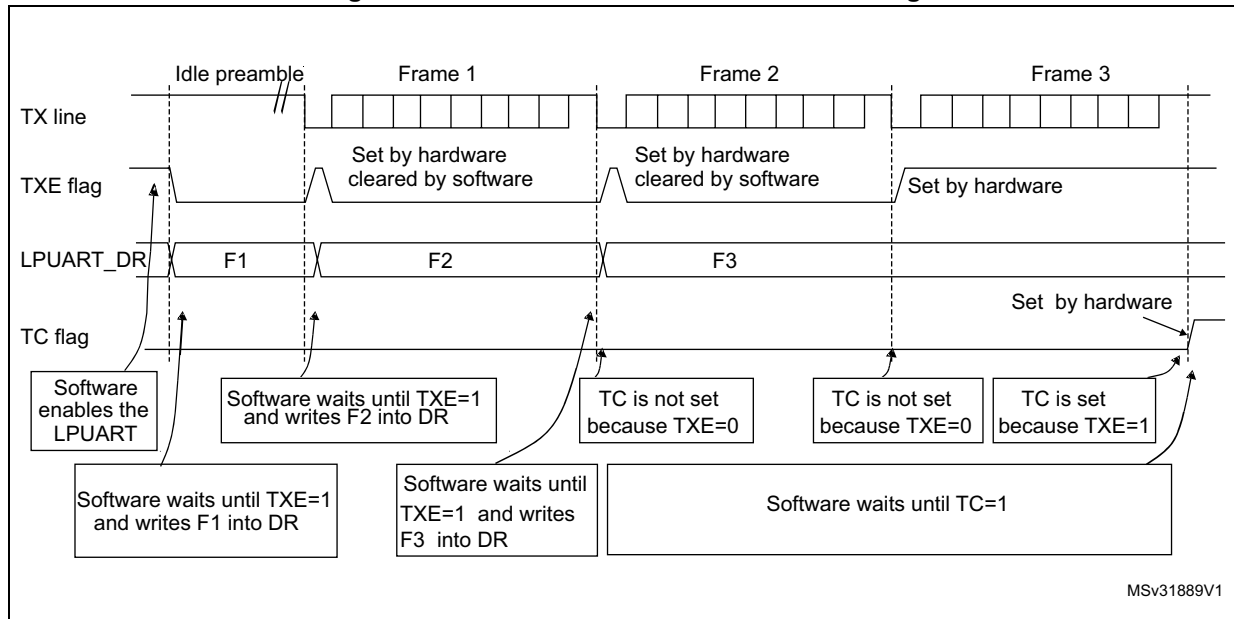 Idle preamble
Frame 1
Frame 2
Frame 3
TX line
Set by hardware
cleared by software
Set by hardware
cleared by software
TXE flag
Set by hardware
LPUART_DR
F1
F2
F3
Set by hardware
TC flag
Software
enables the
LPUART
Software waits until TXE=1
and writes F2 into DR
TC is not set
because TXE=0
TC is not set
because TXE=0
TC is set
because TXE=1
Software waits until TXE=1
and writes F1 into DR
Software waits until
TXE=1 and writes
F3 into DR
Software waits until TC=1
MSv31889V1